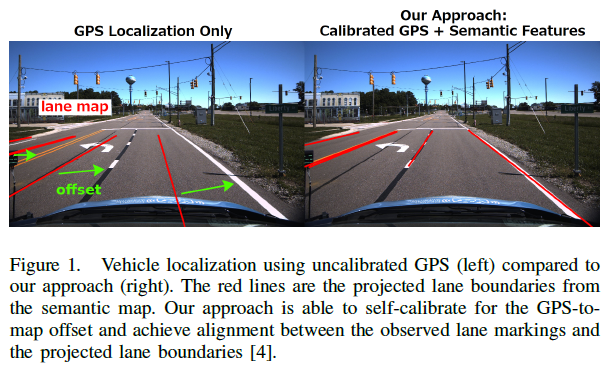 GPS Localization Only
Our Approach:
Calibrated GPS + Semantic Features
lane map
offset
Figure 1. Vehicle localization using uncalibrated GPS (left) compared to
our approach (right). The red lines are the projected lane boundaries from
the semantic map. Our approach is able to self-calibrate for the GPS-to-
map offset and achieve alignment between the observed lane markings and
the projected lane boundaries [4].